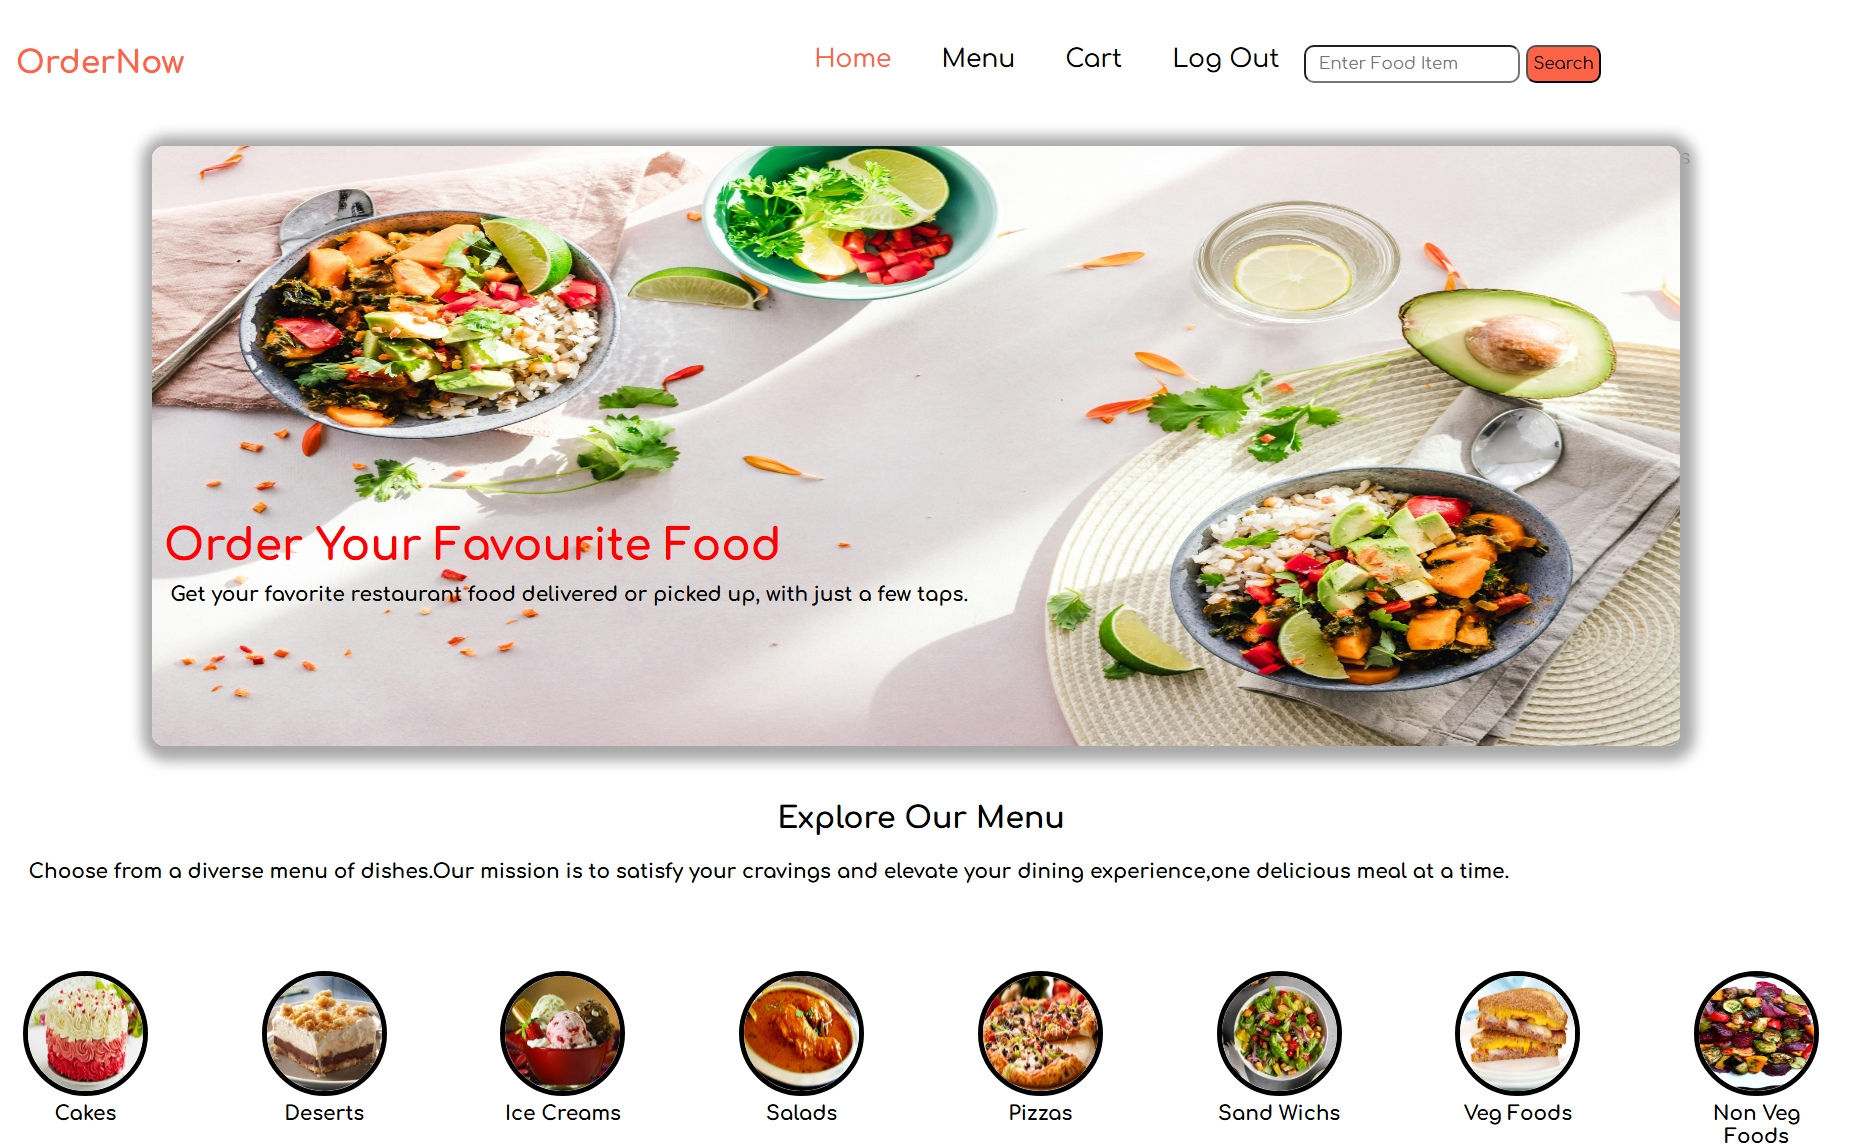 OrderNow
Home
Menu
Cart
Log Out
Enter Food Item
Search
Order Your Favourite Food
Get your favorite restaurant food delivered or picked up, with just a few taps.
Explore Our Menu
Choose from a diverse menu of dishes.Our mission is to satisfy your cravings and elevate your dining experience,one delicious meal at a time.
Cakes
Deserts
Ice Creams
Salads
Pizzas
Sand Wichs
Veg Foods
Non Veg
Foods